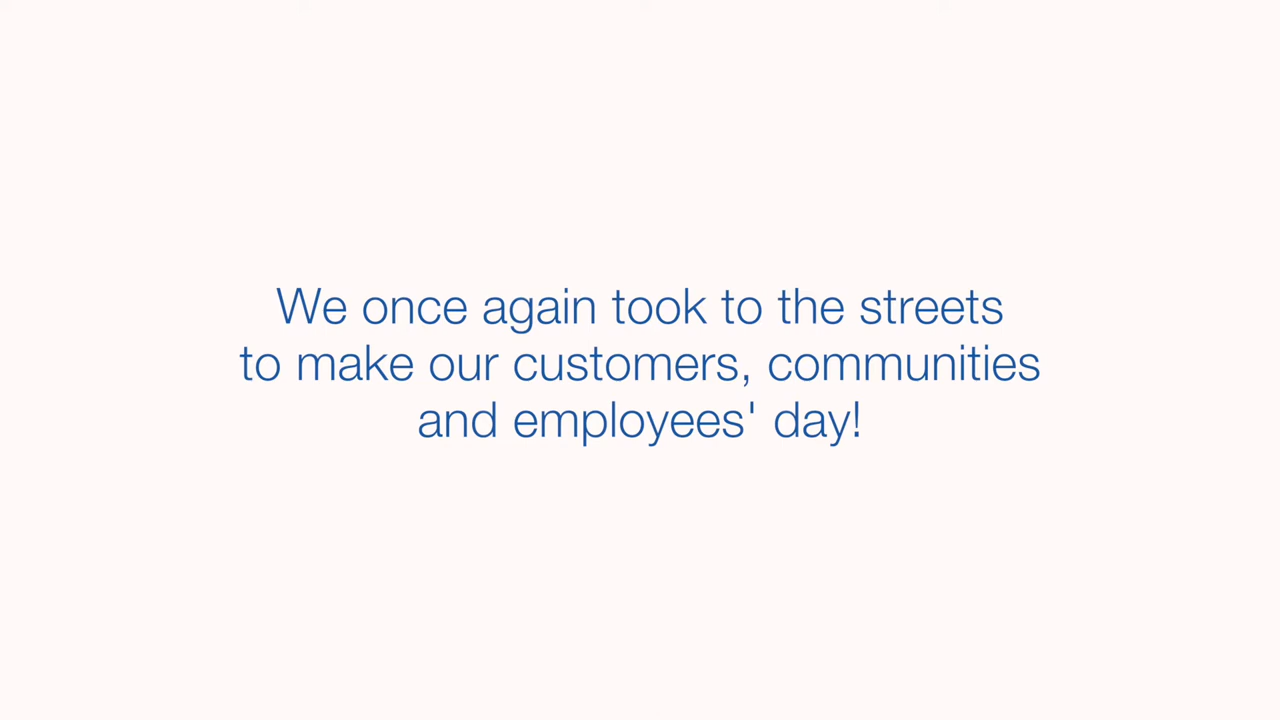 We once again took to the streets
to make our customers, communities
and employees' day!